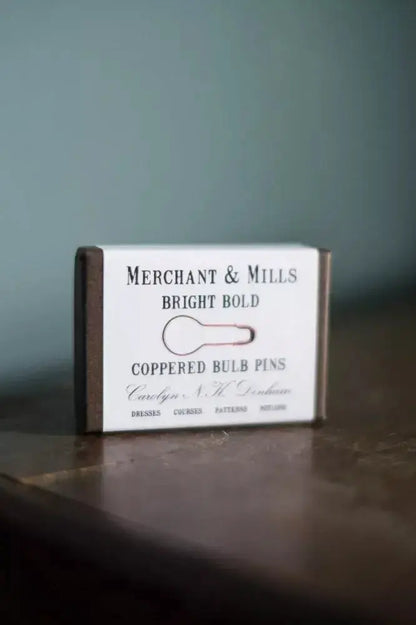 MERCHANT & MILLS
BRIGHT BOLD
COPPERED BULB PINS
Carolyn N.K. Denham
DRESSES COURSES PATTERNS NOTIONS